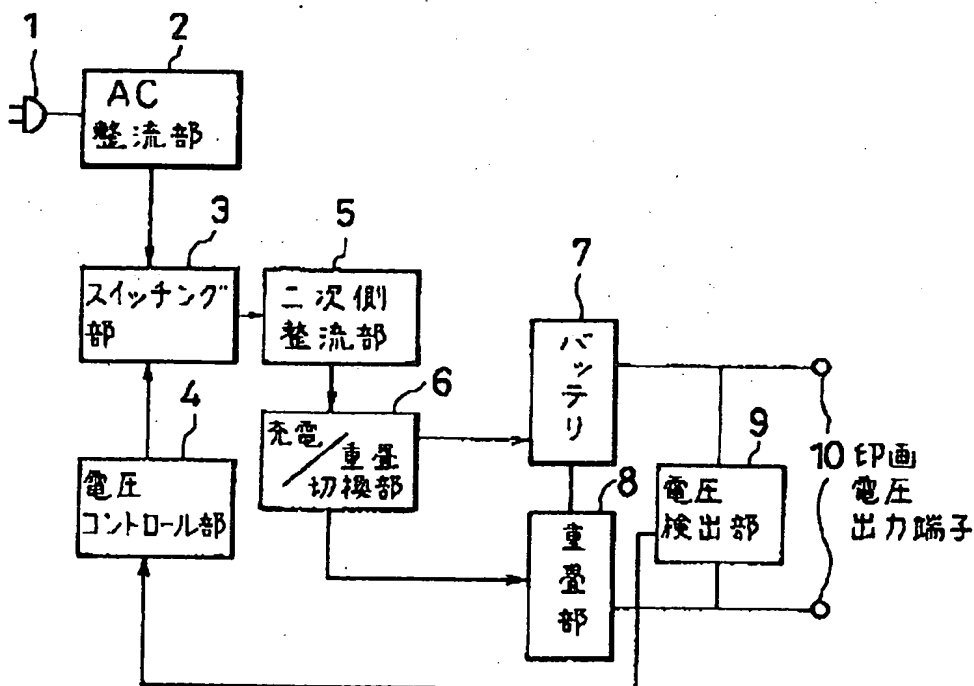 1
2
AC
整流部
3
スイッチング
部
5
二次側
整流部
4
電圧
コントロール部
6
充電/重畳
切換部
7
バッテリ
8
重畳部
9
電圧
検出部
10 印画
電圧
出力端子